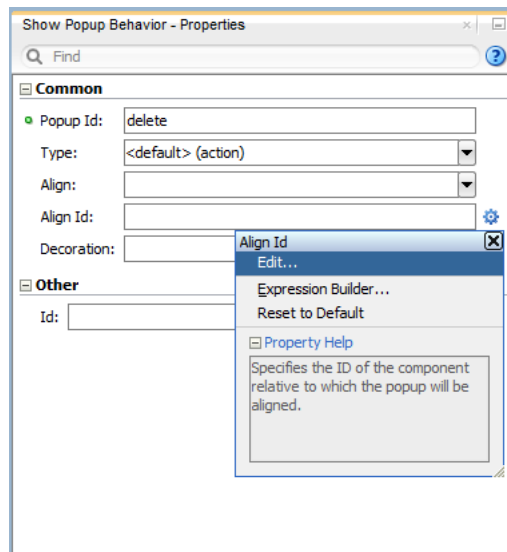 Show Popup Behavior - Properties
Find
Common
Popup Id: delete
Type: <default> (action)
Align:
Align Id:
Decoration:
Align Id
Edit...
Expression Builder...
Reset to Default
Property Help
Specifies the ID of the component
relative to which the popup will be
aligned.
Other
Id: